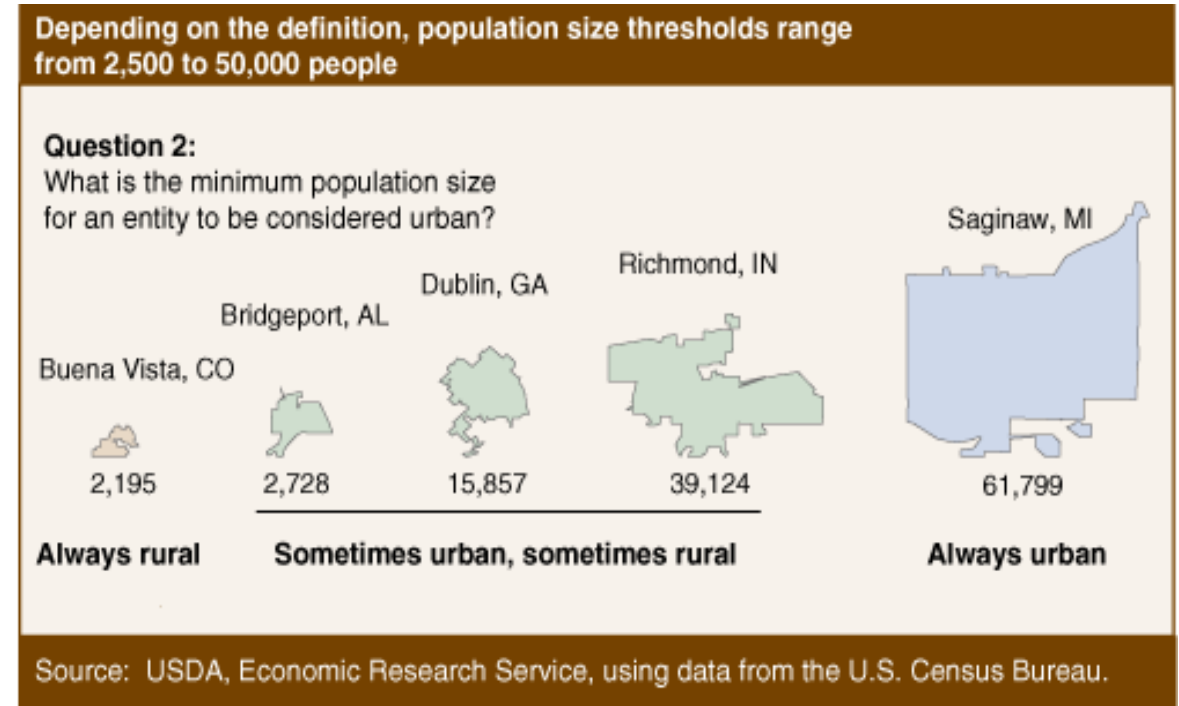 Depending on the definition, population size thresholds range
from 2,500 to 50,000 people
Question 2:
What is the minimum population size
for an entity to be considered urban?
Saginaw, MI
Richmond, IN
Dublin, GA
Bridgeport, AL
Buena Vista, CO
2,195 2,728 15,857 39,124 61,799
Always rural Sometimes urban, sometimes rural Always urban
Source: USDA, Economic Research Service, using data from the U.S. Census Bureau.